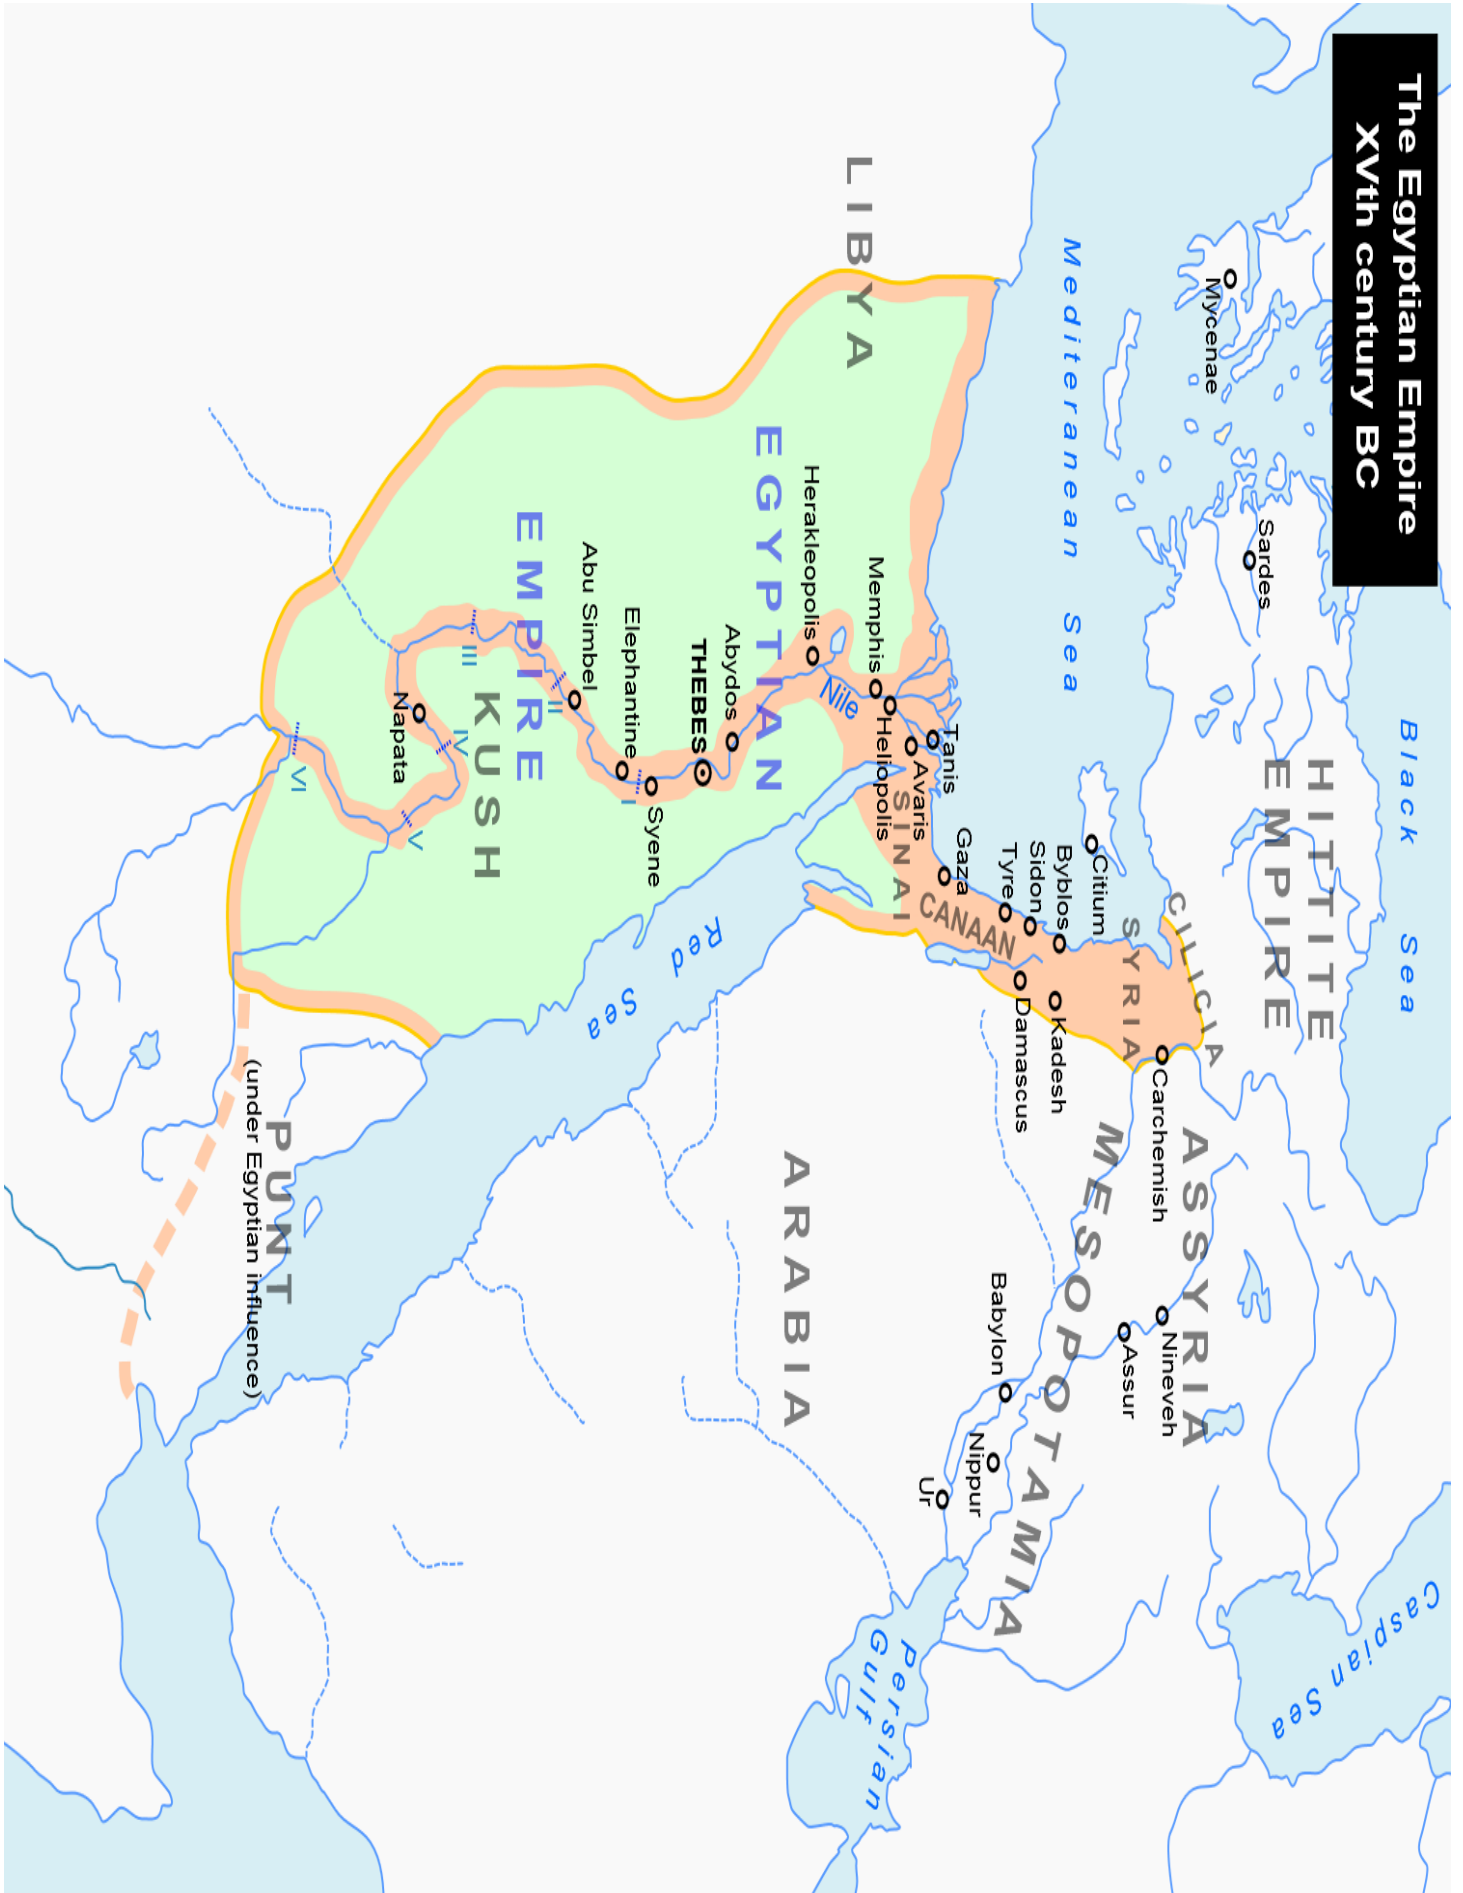 The Egyptian Empire
XVth century BC
Black Sea
Caspian Sea
HITTITE
EMPIRE
Mycenae
Sardes
CILICIA
ASSYRIA
Carchemish
Nineveh
Assur
SYRIA
Mediteranean Sea
Citium
Byblos
Kadesh
Sidon
Damascus
Tyre
MESOPOTAMIA
Babylon
Nippur
Ur
Gaza
CANAAN
Tanis
Avaris
Heliopolis
SINAI
Memphis
Nile
Herakleopolis
LIBYA
EGYPTIAN
EMPIRE
Abydos
THEBES
Syene
I
Elephantine
Abu Simbel
II
III
KUSH
IV
Napata
V
VI
Red Sea
ARABIA
Persian
Gulf
PUNT
(under Egyptian influence)